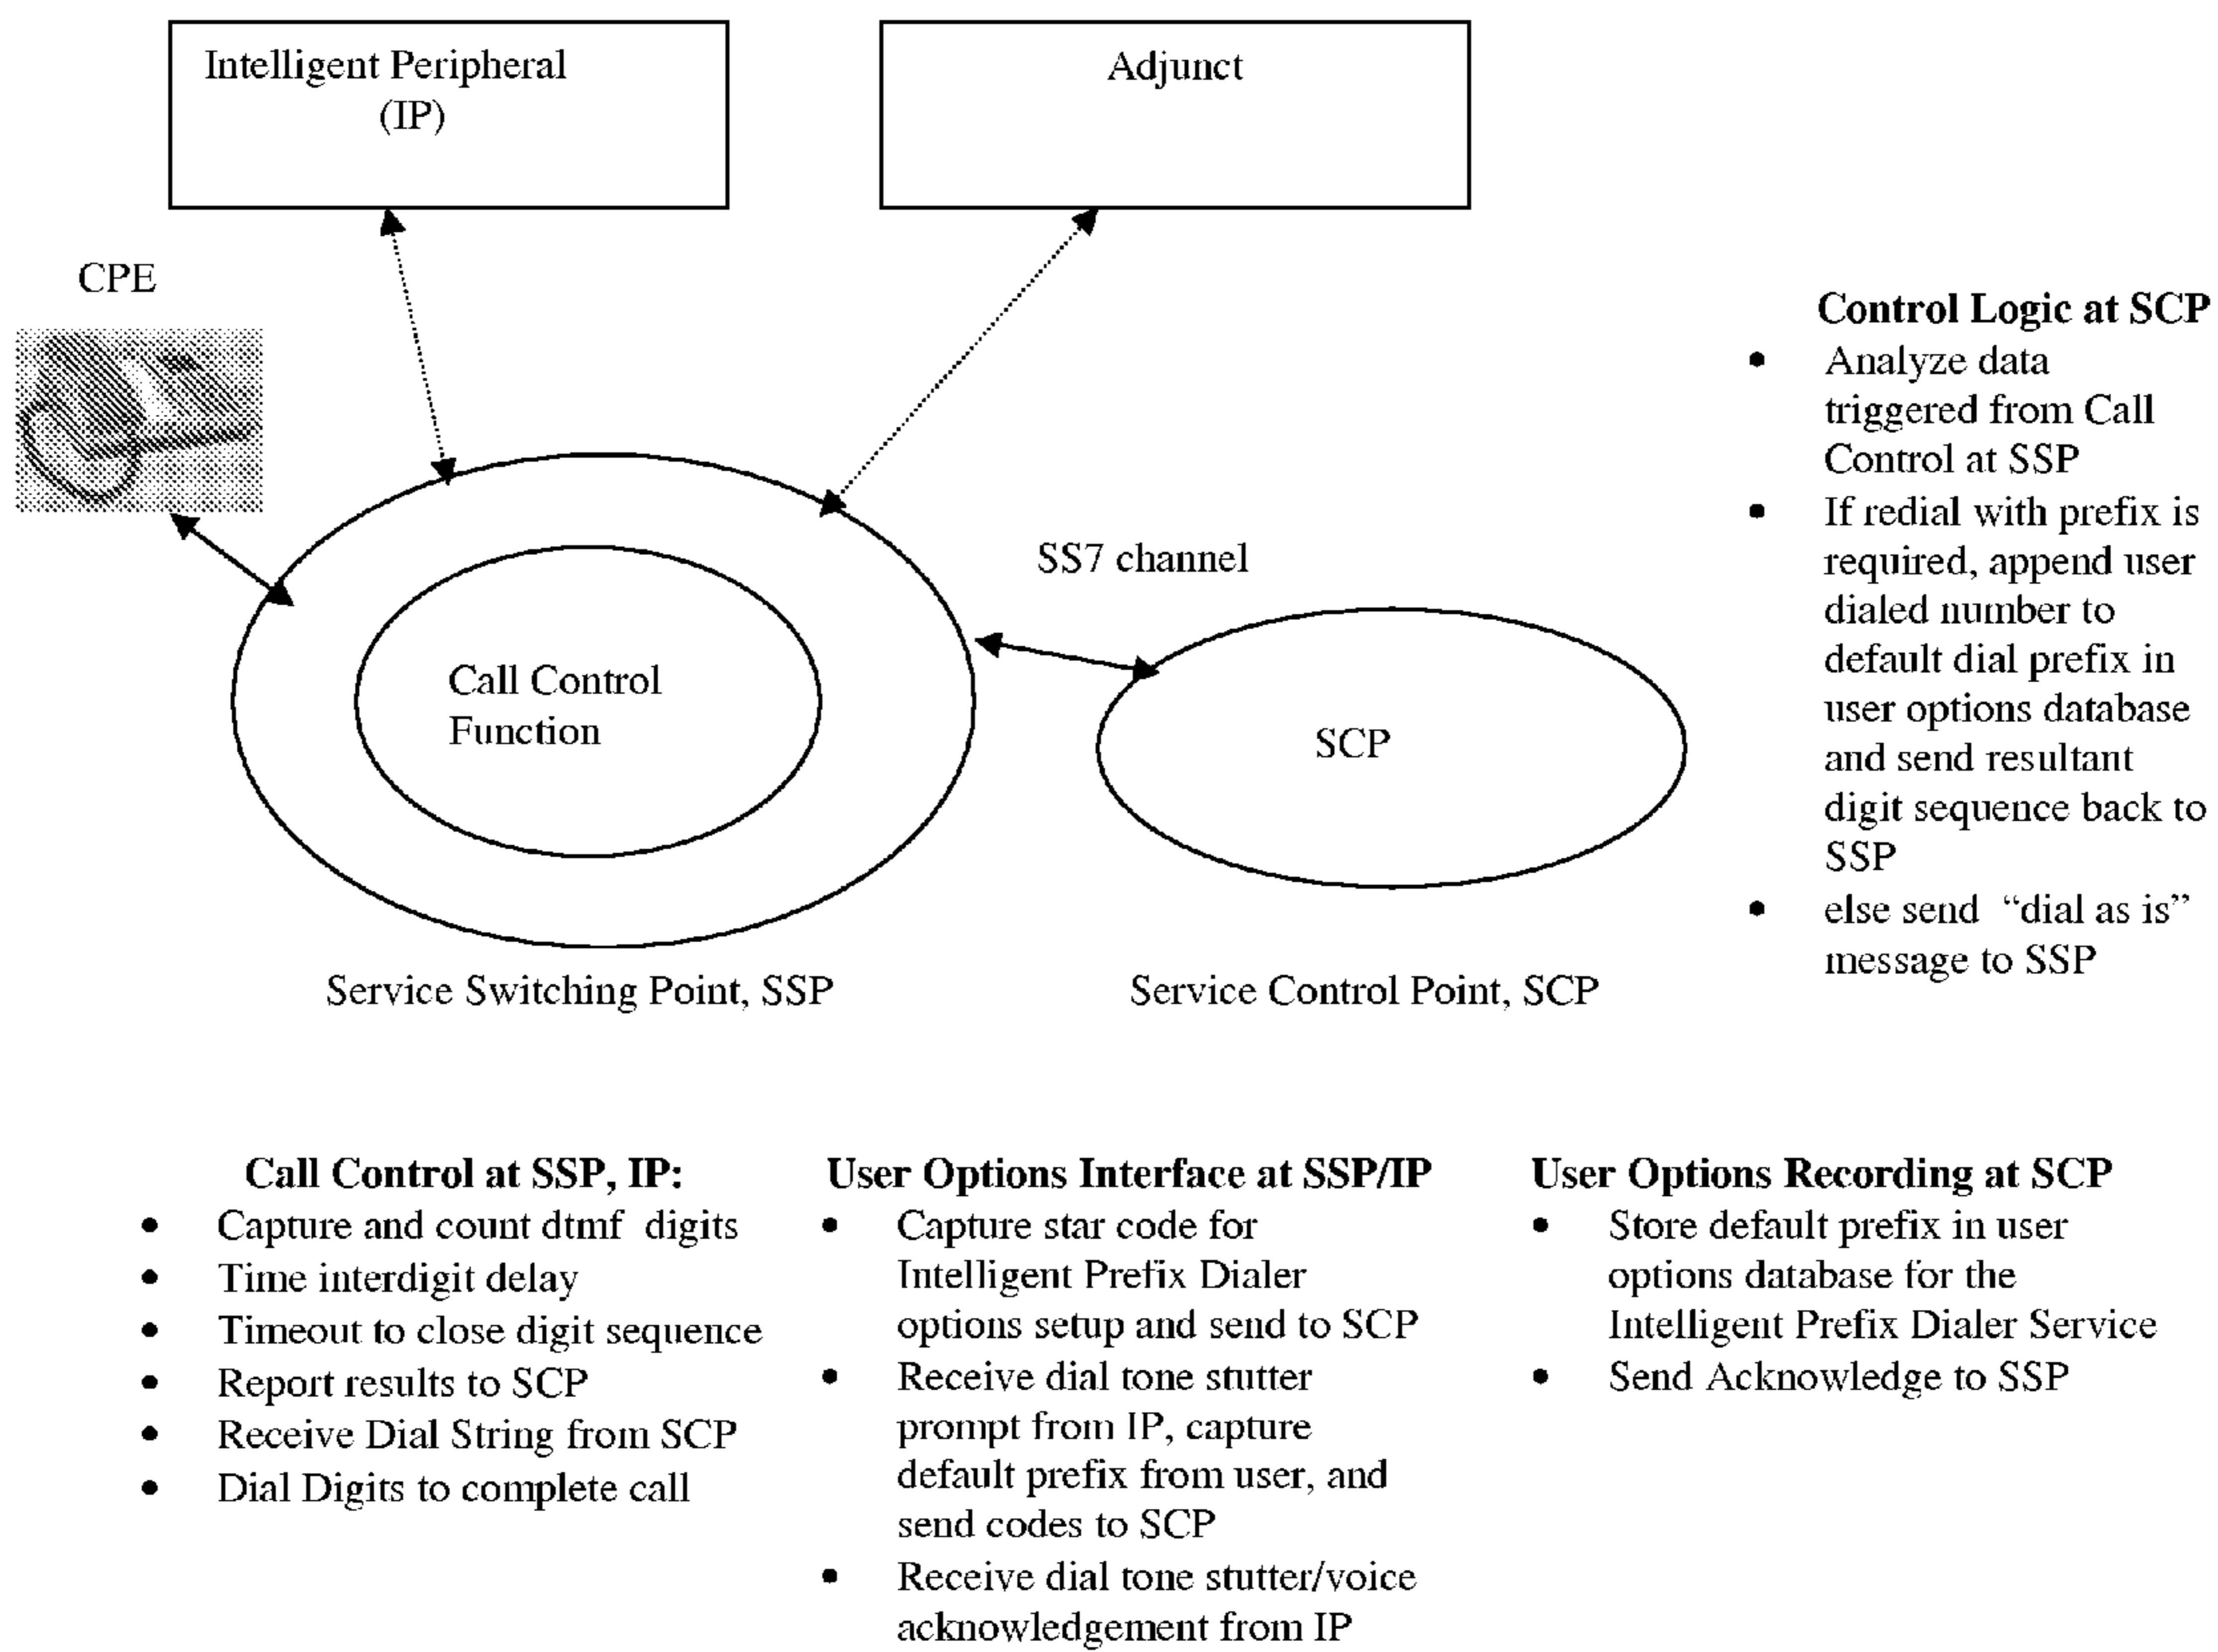 Intelligent Peripheral
(IP)
Adjunct
CPE
Call Control
Function
SS7 channel
SCP
Service Switching Point, SSP
Service Control Point, SCP
Control Logic at SCP
• Analyze data
triggered from Call
Control at SSP
• If redial with prefix is
required, append user
dialed number to
default dial prefix in
user options database
and send resultant
digit sequence back to
SSP
• else send “dial as is”
message to SSP
Call Control at SSP, IP:
• Capture and count dtmf digits
• Time interdigit delay
• Timeout to close digit sequence
• Report results to SCP
• Receive Dial String from SCP
• Dial Digits to complete call
User Options Interface at SSP/IP
• Capture star code for
Intelligent Prefix Dialer
options setup and send to SCP
• Receive dial tone stutter
prompt from IP, capture
default prefix from user, and
send codes to SCP
• Receive dial tone stutter/voice
acknowledgement from IP
User Options Recording at SCP
• Store default prefix in user
options database for the
Intelligent Prefix Dialer Service
• Send Acknowledge to SSP